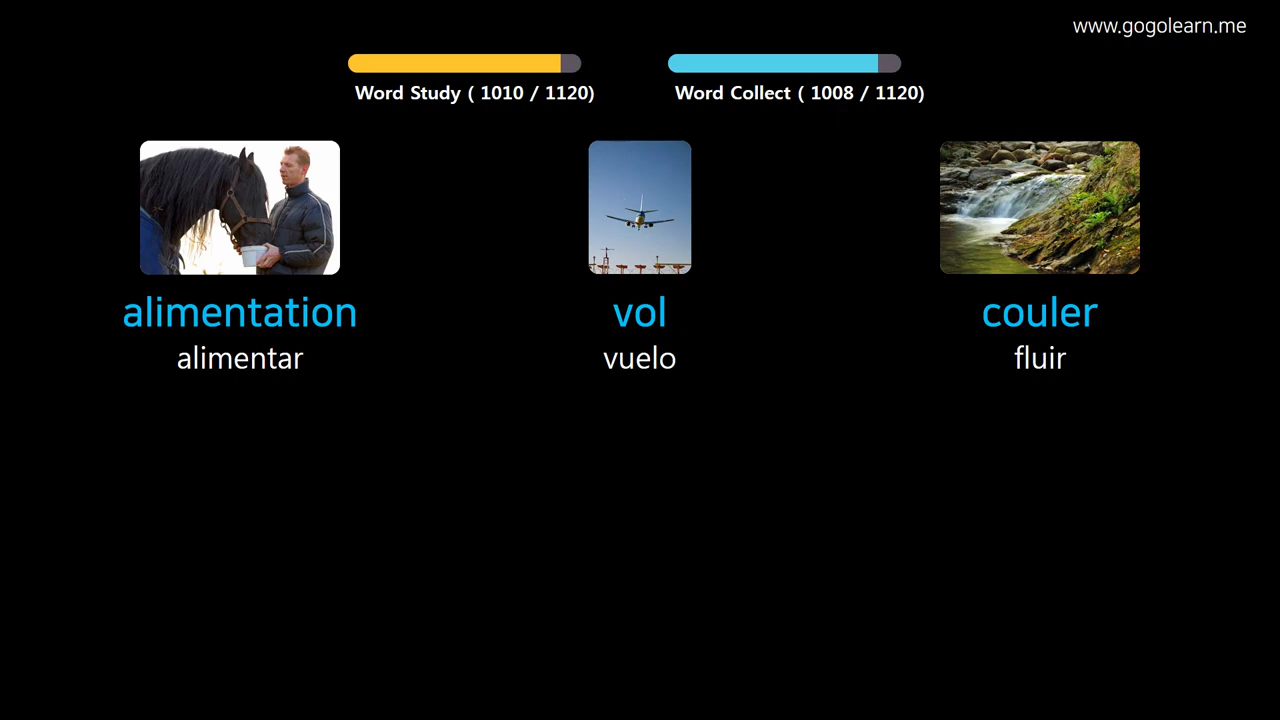 www.gogolearn.me
Word Study ( 1010 / 1120)
Word Collect ( 1008 / 1120)
alimentation
alimentar
vol
vuelo
couler
fluir